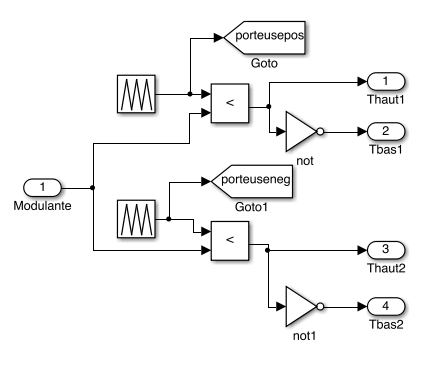 porteusepos
Goto
<
1
Thaut1
2
Tbas1
not
1
Modulante
porteuseneg
Goto1
<
3
Thaut2
4
Tbas2
not1